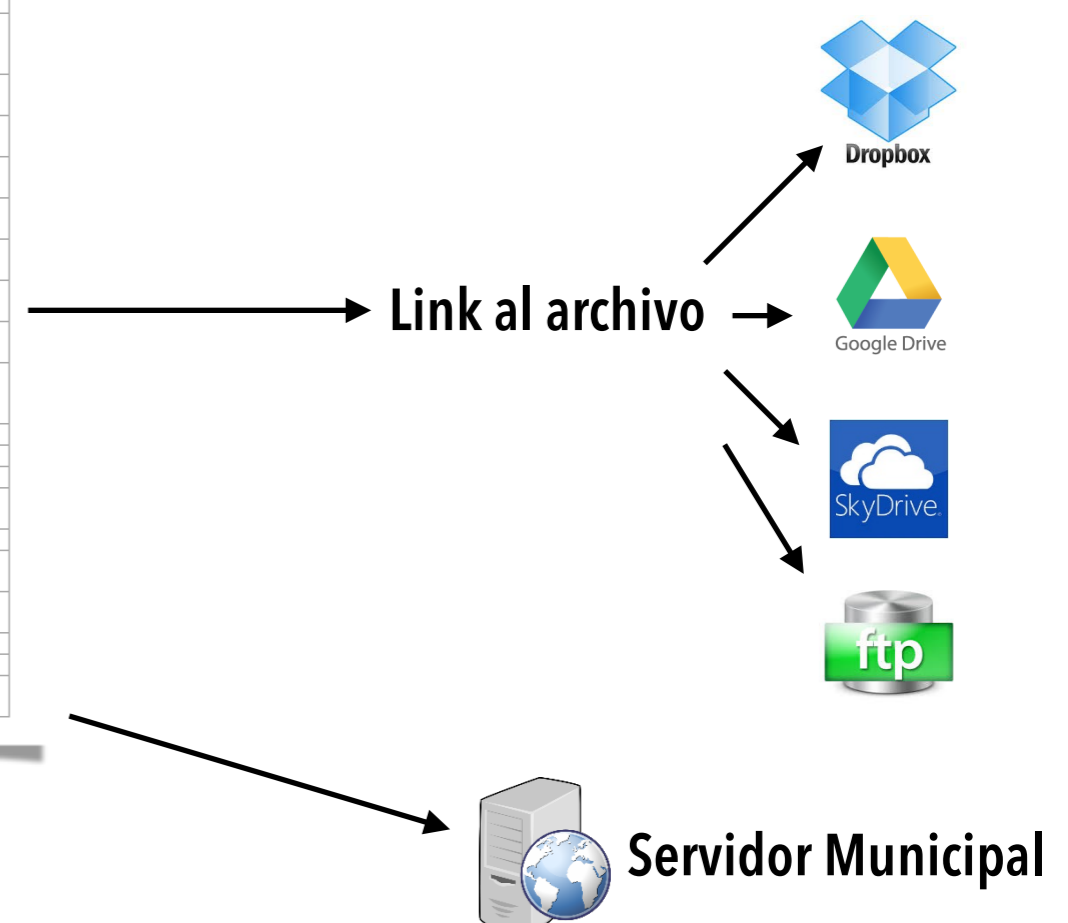 Dropbox
Link al archivo
Google Drive
SkyDrive
ftp
Servidor Municipal